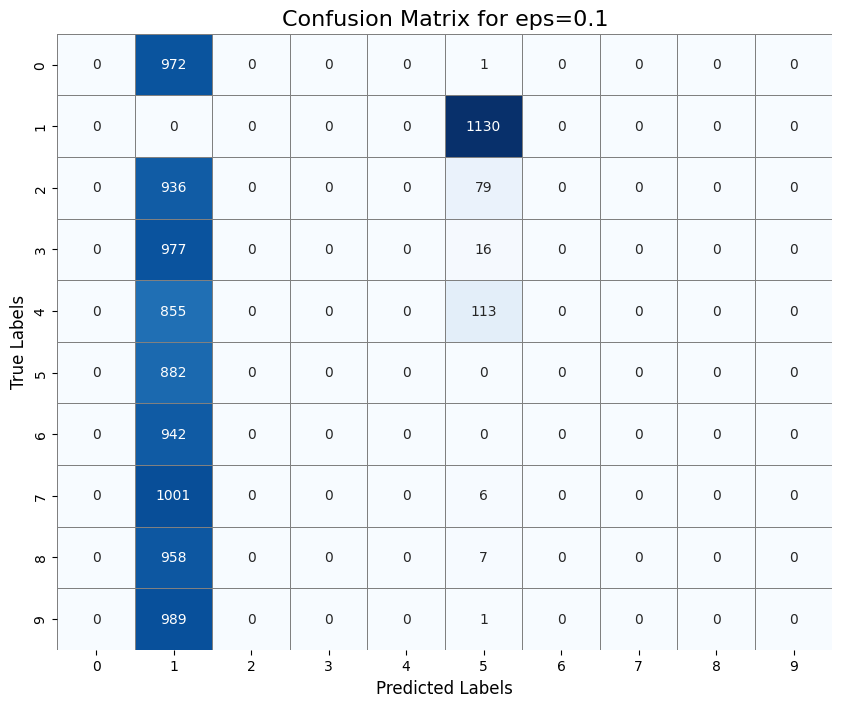 Confusion Matrix for eps=0.1
True Labels
0 0 972 0 0 0 1 0 0 0 0
1 0 0 0 0 0 1130 0 0 0 0
2 0 936 0 0 0 79 0 0 0 0
3 0 977 0 0 0 16 0 0 0 0
4 0 855 0 0 0 113 0 0 0 0
5 0 882 0 0 0 0 0 0 0 0
6 0 942 0 0 0 0 0 0 0 0
7 0 1001 0 0 0 6 0 0 0 0
8 0 958 0 0 0 7 0 0 0 0
9 0 989 0 0 0 1 0 0 0 0
0 1 2 3 4 5 6 7 8 9
Predicted Labels